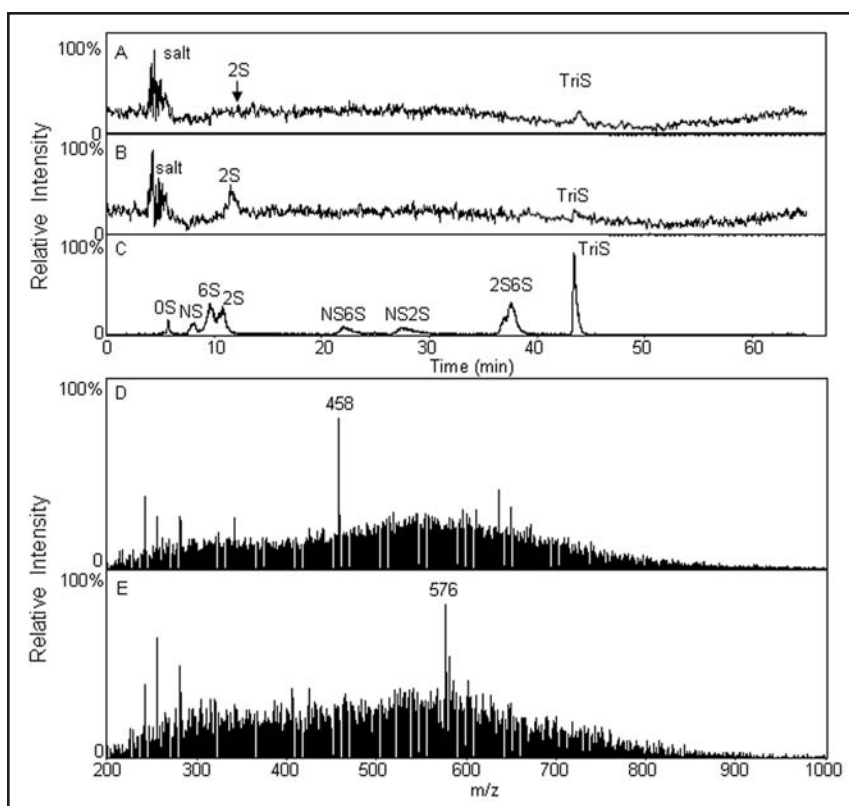 A
100%
salt
2S
TriS
0
B
100%
salt
2S
TriS
0
C
100%
0S NS 6S 2S NS6S NS2S 2S6S TriS
0
Relative Intensity
0 10 20 30 40 50 60
Time (min)
D
100%
458
0
E
100%
576
0
Relative Intensity
200 300 400 500 600 700 800 900 1000
m/z